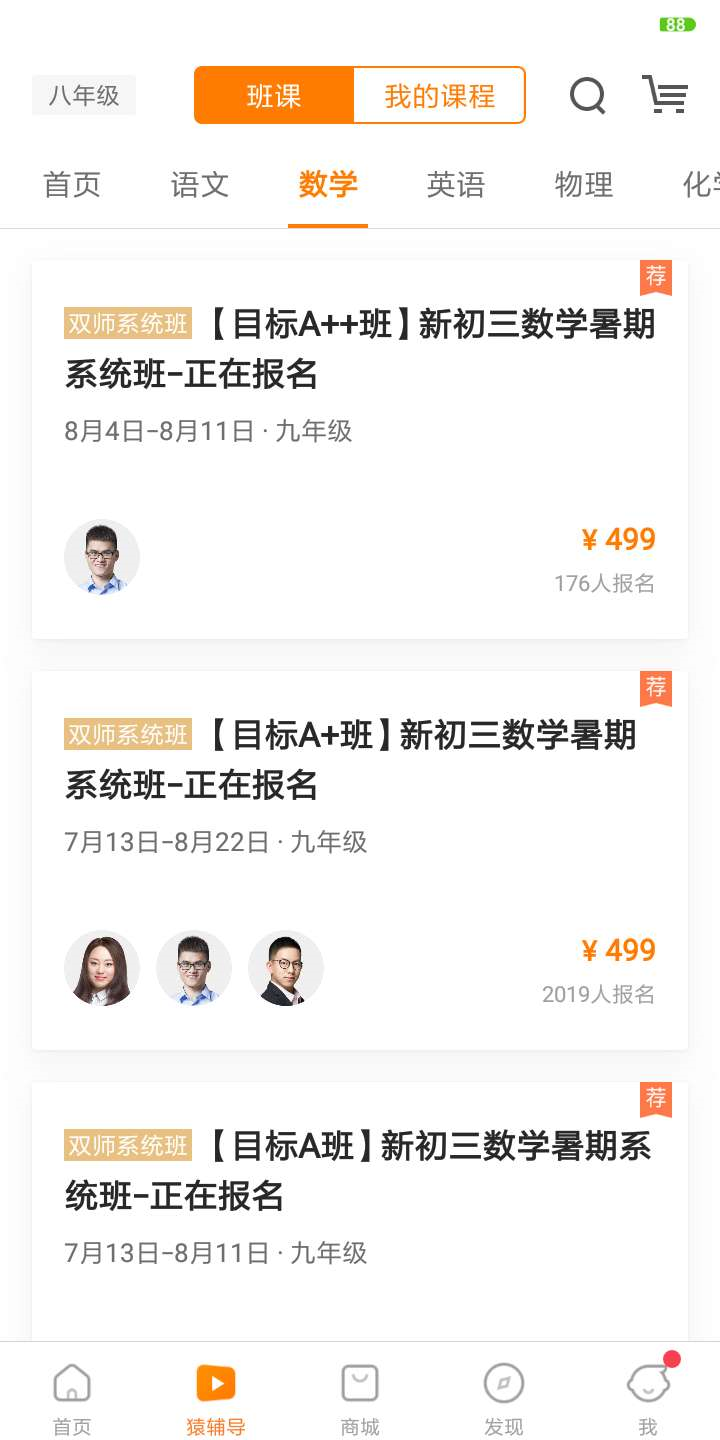 88
八年级
班课
我的课程
首页
语文
数学
英语
物理
化
荐
双师系统班【目标A++班】新初三数学暑期
系统班-正在报名
8月4日-8月11日 · 九年级
¥ 499
176人报名
荐
双师系统班【目标A+班】新初三数学暑期
系统班-正在报名
7月13日-8月22日 · 九年级
¥ 499
2019人报名
荐
双师系统班【目标A班】新初三数学暑期系
统班-正在报名
7月13日-8月11日 · 九年级
首页
猿辅导
商城
发现
我